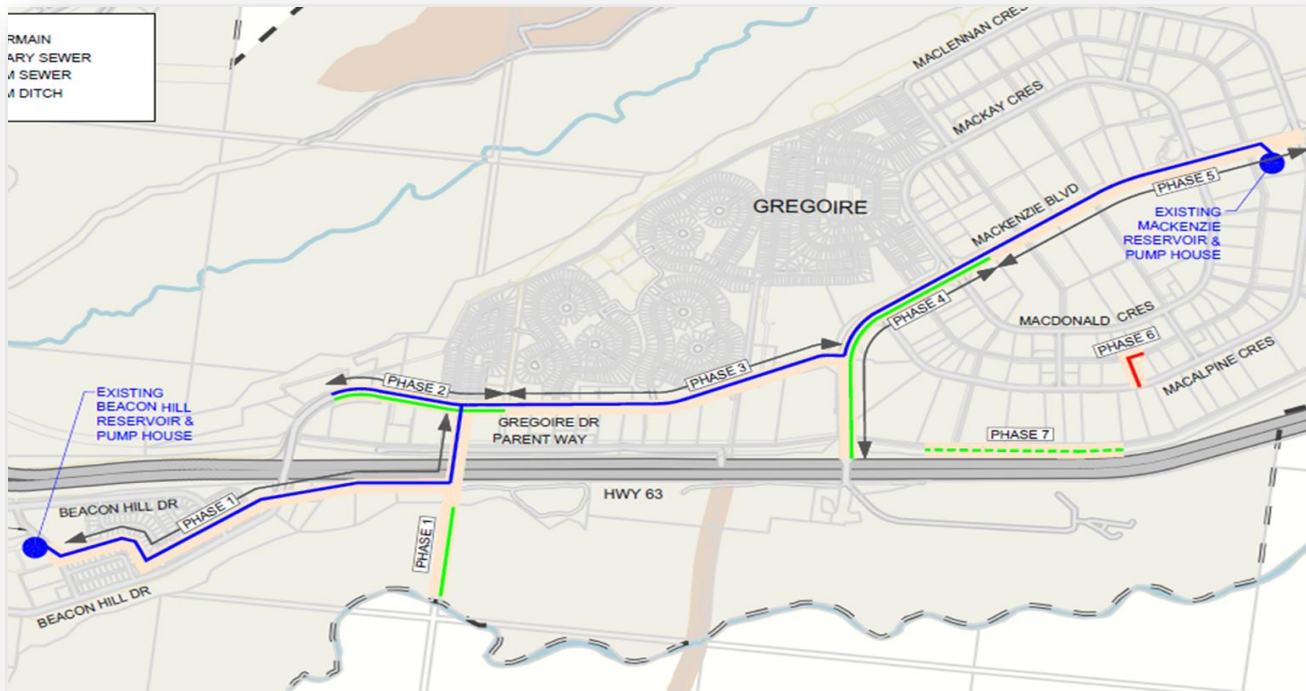 RMAIN
ARY SEWER
M SEWER
M DITCH
MACLENNAN CRES
MACKAY CRES
GREGOIRE
MACKENZIE BLVD
PHASE 5
EXISTING
MACKENZIE
RESERVOIR &
PUMP HOUSE
PHASE 4
MACDONALD CRES
PHASE 6
MACALPINE CRES
PHASE 3
PHASE 2
EXISTING
BEACON HILL
RESERVOIR &
PUMP HOUSE
GREGOIRE DR
PARENT WAY
PHASE 7
HWY 63
BEACON HILL DR
PHASE 1
PHASE 1
BEACON HILL DR